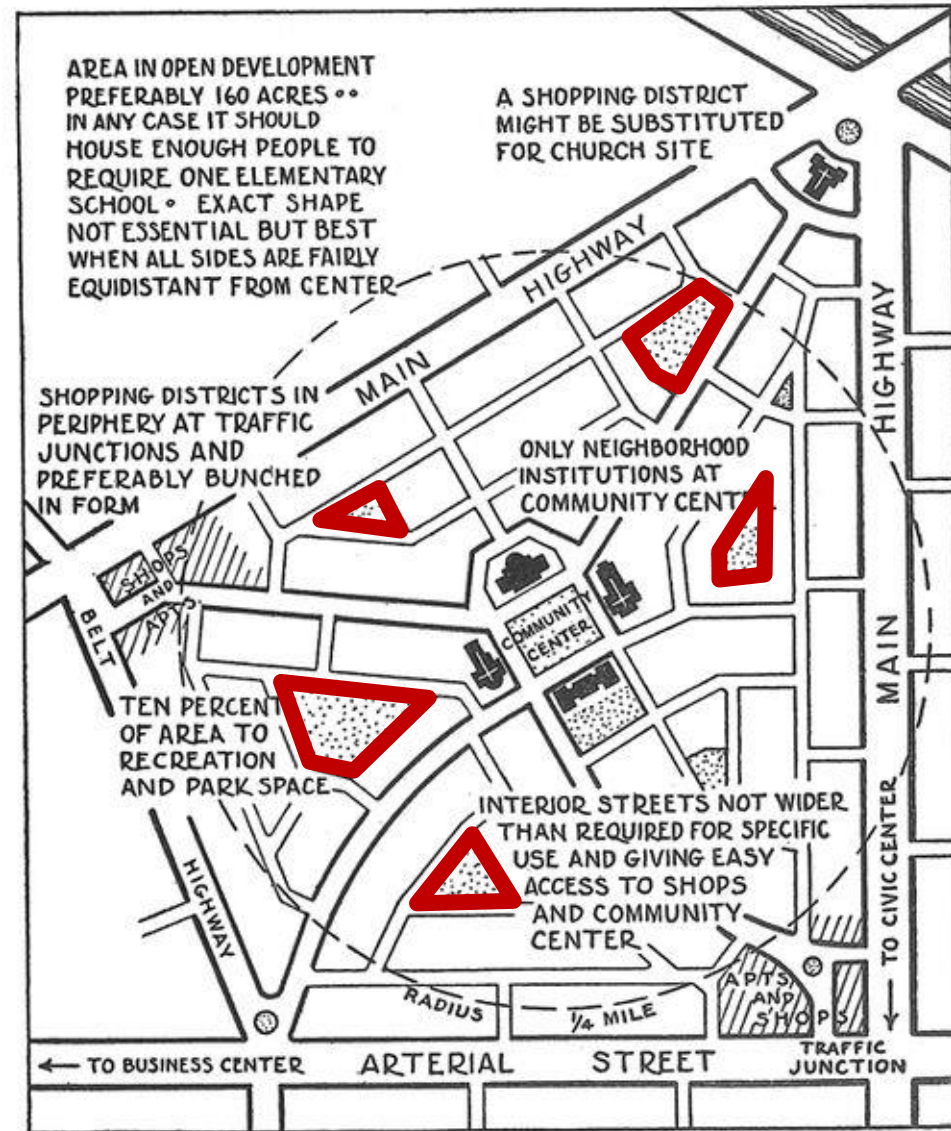 AREA IN OPEN DEVELOPMENT
PREFERABLY 160 ACRES ••
IN ANY CASE IT SHOULD
HOUSE ENOUGH PEOPLE TO
REQUIRE ONE ELEMENTARY
SCHOOL • EXACT SHAPE
NOT ESSENTIAL BUT BEST
WHEN ALL SIDES ARE FAIRLY
EQUIDISTANT FROM CENTER
A SHOPPING DISTRICT
MIGHT BE SUBSTITUTED
FOR CHURCH SITE
MAIN HIGHWAY
HIGHWAY
MAIN
SHOPPING DISTRICTS IN
PERIPHERY AT TRAFFIC
JUNCTIONS AND
PREFERABLY BUNCHED
IN FORM
ONLY NEIGHBORHOOD
INSTITUTIONS AT
COMMUNITY CENT
SHOPS
AND
APTS
BELT
HIGHWAY
COMMUNITY
CENTER
TEN PERCENT
OF AREA TO
RECREATION
AND PARK SPACE
INTERIOR STREETS NOT WIDER
THAN REQUIRED FOR SPECIFIC
USE AND GIVING EASY
ACCESS TO SHOPS
AND COMMUNITY
CENTER
TO CIVIC CENTER
RADIUS 1/4 MILE
APTS
AND
SHOPS
← TO BUSINESS CENTER
ARTERIAL STREET
TRAFFIC
JUNCTION